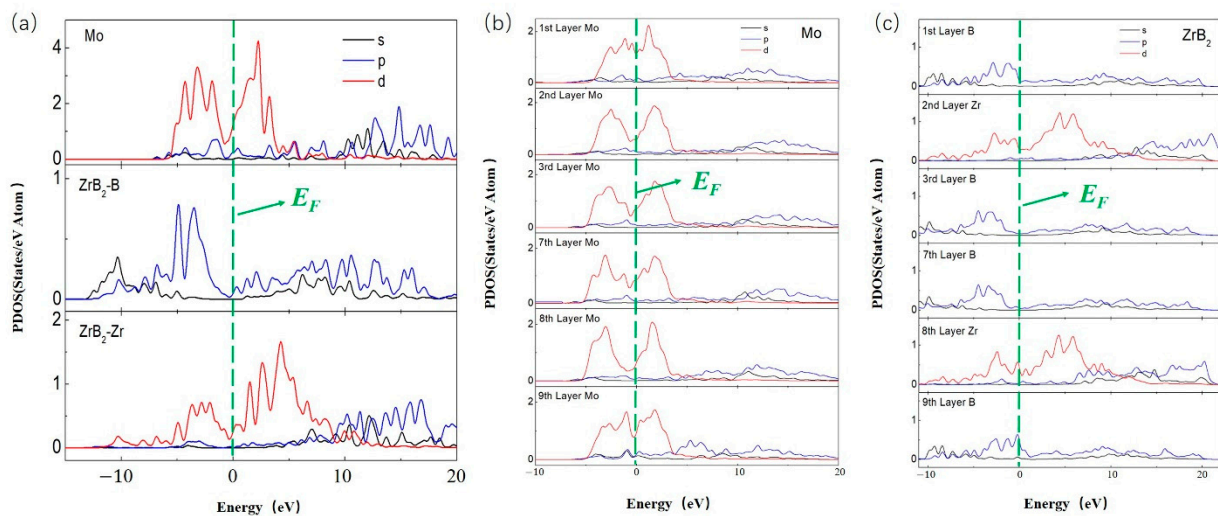 (a)
Mo
s
p
d
4
2
0
ZrB2-B
1
0
E_F
ZrB2-Zr
2
1
0
−10
0
10
20
PDOS(States/eV Atom)
Energy (eV)
(b)
1st Layer Mo
Mo
s
p
d
2
1
0
2nd Layer Mo
2
1
0
3rd Layer Mo
E_F
2
1
0
7th Layer Mo
2
1
0
8th Layer Mo
2
1
0
9th Layer Mo
2
1
0
−10
0
10
20
PDOS(States/eV Atom)
Energy (eV)
(c)
1st Layer B
ZrB2
s
p
d
1
0
2nd Layer Zr
1
0
3rd Layer B
E_F
1
0
7th Layer B
1
0
8th Layer Zr
1
0
9th Layer B
1
0
−10
0
10
20
PDOS(States/eV Atom)
Energy (eV)